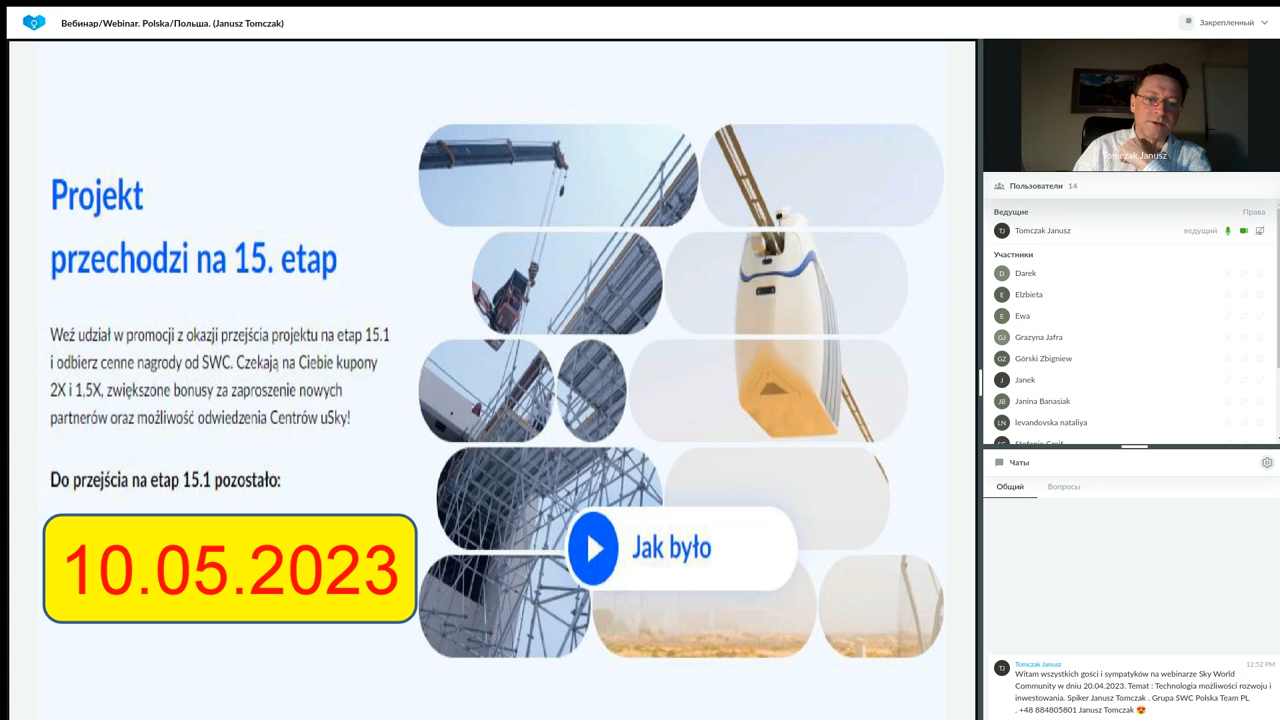 Вебинар/Webinar. Polska/Польша. (Janusz Tomczak)
Закрепленный
Projekt
przechodzi na 15. etap
Weź udział w promocji z okazji przejścia projektu na etap 15.1
i odbierz cenne nagrody od SWC. Czekają na Ciebie kupony
2X i 1,5X, zwiększone bonusy za zaproszenie nowych
partnerów oraz możliwość odwiedzenia Centrów uSky!
Do przejścia na etap 15.1 pozostało:
10.05.2023
Jak było
Tomczak Janusz
Пользователи 14
Ведущие Права
TJ Tomczak Janusz ведущий
Участники
D Darek
E Elzbieta
E Ewa
GJ Grazyna Jafra
GZ Górski Zbigniew
J Janek
JB Janina Banasiak
LN levandovska nataliya
Чаты
Общий Вопросы
TJ Tomczak Janusz 12:52 PM
Witam wszystkich gości i sympatyków na webinarze Sky World
Community w dniu 20.04.2023. Temat : Technologia możliwości rozwoju i
inwestowania. Spiker Janusz Tomczak . Grupa SWC Polska Team PL
. +48 884805801 Janusz Tomczak 😍